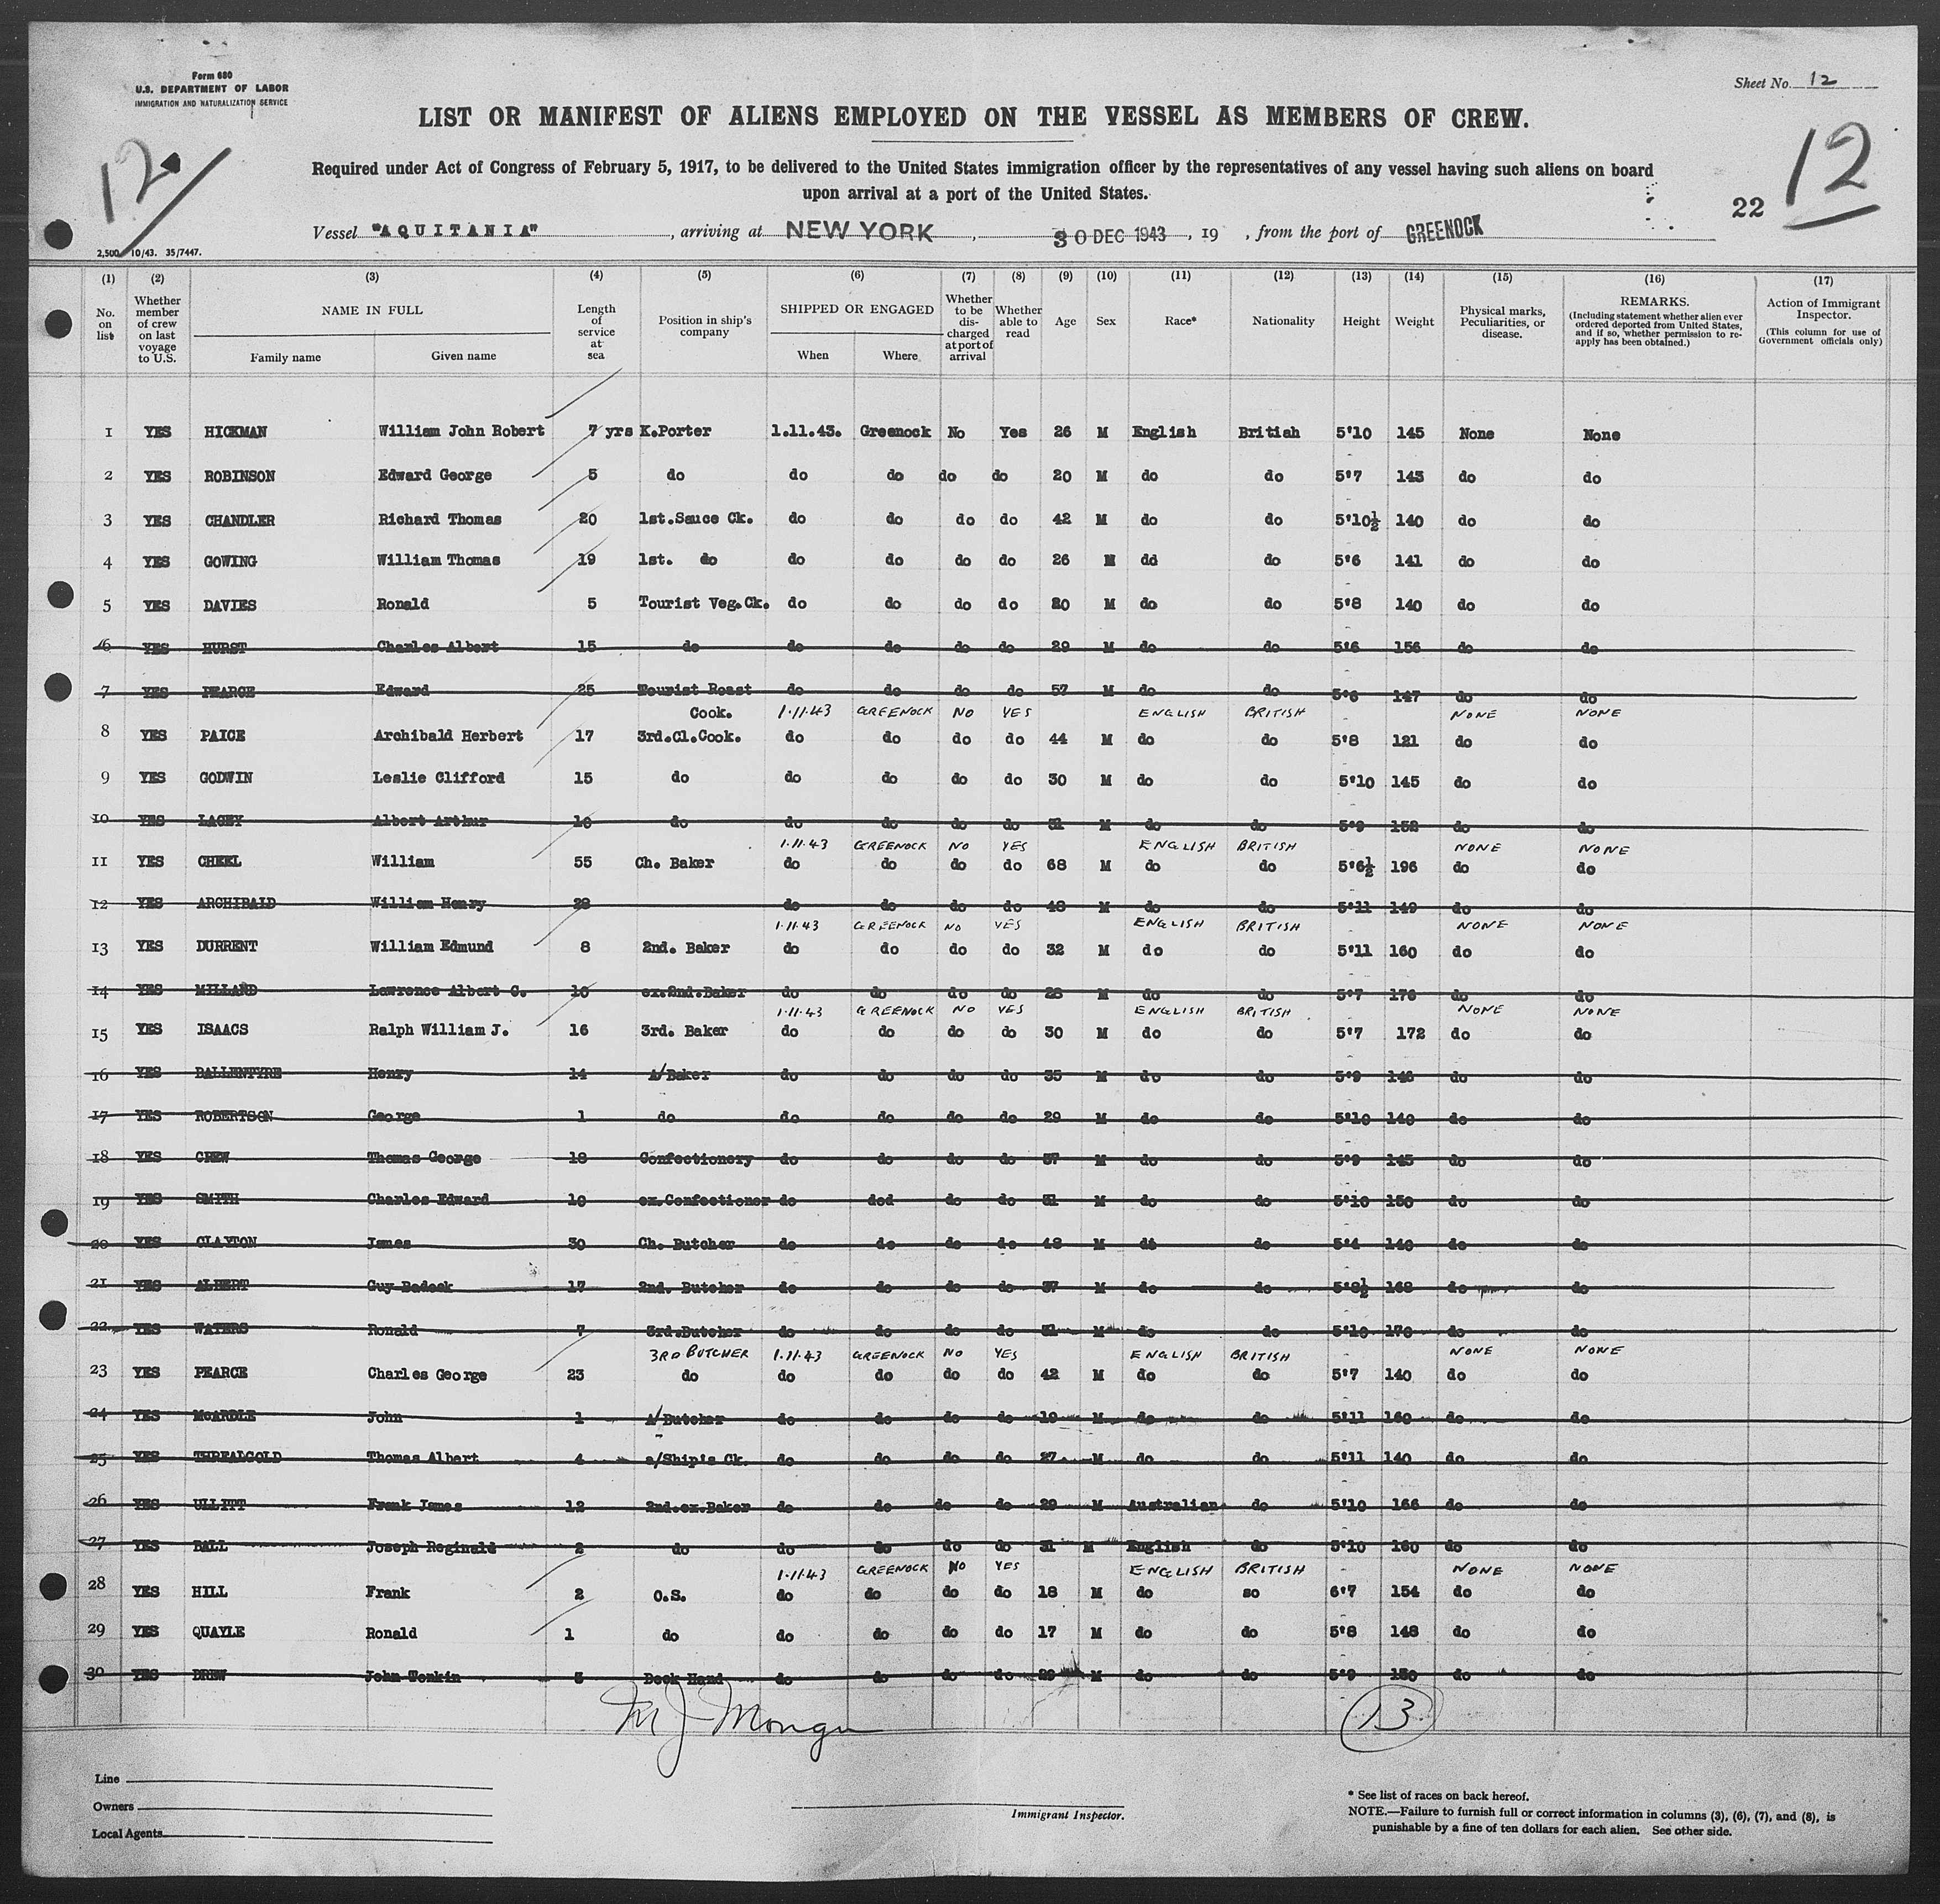 Form 680
U.S. DEPARTMENT OF LABOR
IMMIGRATION AND NATURALIZATION SERVICE
Sheet No. 12
LIST OR MANIFEST OF ALIENS EMPLOYED ON THE VESSEL AS MEMBERS OF CREW.
12
12
Required under Act of Congress of February 5, 1917, to be delivered to the United States immigration officer by the representatives of any vessel having such aliens on board
upon arrival at a port of the United States.
22
Vessel "AQUITANIA", arriving at NEW YORK, 30 DEC 1943, 19 , from the port of GREENOCK
2,500 10/43. 35/7447.
(1) (2) (3) (4) (5) (6) (7) (8) (9) (10) (11) (12) (13) (14) (15) (16) (17)
No. on list
Whether member of crew on last voyage to U.S.
NAME IN FULL
Family name Given name
Length of service at sea
Position in ship's company
SHIPPED OR ENGAGED
When Where
Whether to be discharged at port of arrival
Whether able to read
Age
Sex
Race*
Nationality
Height
Weight
Physical marks, Peculiarities, or disease.
REMARKS.
(Including statement whether alien ever ordered deported from United States, and if so, whether permission to reapply has been obtained.)
Action of Immigrant Inspector.
(This column for use of Government officials only)
1 YES HICKMAN William John Robert 7 yrs K.Porter 1.11.43. Greenock No Yes 26 M English British 5'10 145 None None
2 YES ROBINSON Edward George 5 do do do do do 20 M do do 5'7 143 do do
3 YES CHANDLER Richard Thomas 20 1st.Sauce Ck. do do do do 42 M do do 5'10½ 140 do do
4 YES GOWING William Thomas 19 1st. do do do do do 26 M dd do 5'6 141 do do
5 YES DAVIES Ronald 5 Tourist Veg.Ck. do do do do 20 M do do 5'8 140 do do
6 YES HURST Charles Albert 15 do do do do do 29 M do do 5'6 156 do do
7 YES PEARCE Edward 25 Tourist Roast do do do do 57 M do do 5'6 147 do do
Cook. 1.11.43 GREENOCK NO YES ENGLISH BRITISH NONE NONE
8 YES PAICE Archibald Herbert 17 3rd.Cl.Cook. do do do do 44 M do do 5'8 121 do do
9 YES GODWIN Leslie Clifford 15 do do do do do 30 M do do 5'10 145 do do
10 YES LACEY Albert Arthur 16 do do do do do 31 M do do 5'9 152 do do
1.11.43 GREENOCK NO YES ENGLISH BRITISH NONE NONE
11 YES CHEEL William 55 Ch. Baker do do do do 68 M do do 5'6½ 196 do do
12 YES ARCHIBALD William Henry 28 do do do do 48 M do do 5'11 149 do do
1.11.43 GREENOCK NO YES ENGLISH BRITISH NONE NONE
13 YES DURRENT William Edmund 8 2nd. Baker do do do do 32 M do do 5'11 160 do do
14 YES MILLARD Lawrence Albert C. 10 ex.2nd.Baker do do do do 28 M do do 5'7 176 do do
1.11.43 GREENOCK NO YES ENGLISH BRITISH NONE NONE
15 YES ISAACS Ralph William J. 16 3rd. Baker do do do do 30 M do do 5'7 172 do do
16 YES BALLENTYRE Henry 14 A/Baker do do do do 35 M do do 5'9 146 do do
17 YES ROBERTSON George 1 do do do do do 29 M do do 5'10 140 do do
18 YES CREW Thomas George 18 Confectionery do do do do 37 M do do 5'9 145 do do
19 YES SMITH Charles Edward 10 ex.Confectioner do ded do do 31 M do do 5'10 150 do do
20 YES CLAYTON James 30 Ch. Butcher do do do do 48 M do do 5'4 140 do do
21 YES ALBERT Guy Badock 17 2nd. Butcher do do do do 37 M do do 5'8½ 168 do do
22 YES WATERS Ronald 7 3rd.Butcher do do do do 31 M do do 5'10 170 do do
3RD BUTCHER 1.11.43 GREENOCK NO YES ENGLISH BRITISH NONE NONE
23 YES PEARCE Charles George 23 do do do do do 42 M do do 5'7 140 do do
24 YES McARDLE John 1 A/Butcher do do do do 19 M do do 5'11 160 do do
25 YES THREADGOLD Thomas Albert 4 a/Ship's Ck. do do do do 27 M do do 5'11 140 do do
26 YES ULLITT Frank James 12 2nd.ex.Baker do do do do 29 M Australian do 5'10 166 do do
27 YES BALL Joseph Reginald 2 do do do do do 31 M English do 5'10 160 do do
1.11.43 GREENOCK NO YES ENGLISH BRITISH NONE NONE
28 YES HILL Frank 2 O.S. do do do do 18 M do so 6'7 154 do do
29 YES QUAYLE Ronald 1 do do do do do 17 M do do 5'8 148 do do
30 YES DREW John Tonkin 5 Deck Hand do do do do 29 M do do 5'9 150 do do
13
Line
Owners
Local Agents
Immigrant Inspector.
* See list of races on back hereof.
NOTE.—Failure to furnish full or correct information in columns (3), (6), (7), and (8), is
punishable by a fine of ten dollars for each alien. See other side.